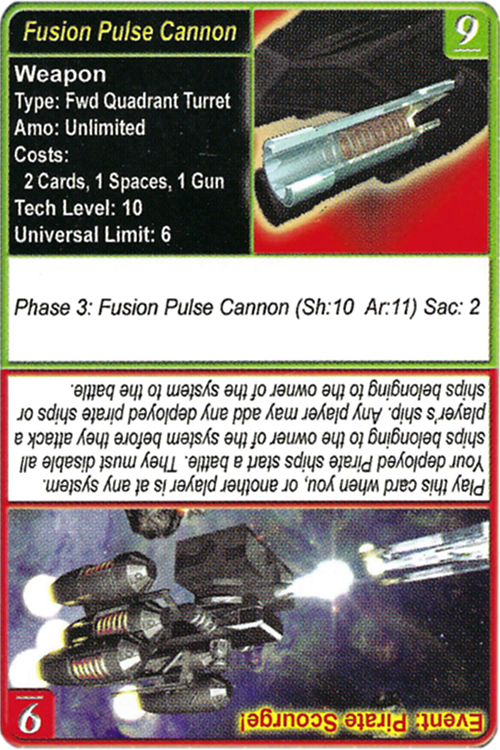 Fusion Pulse Cannon
9
Weapon
Type: Fwd Quadrant Turret
Amo: Unlimited
Costs:
2 Cards, 1 Spaces, 1 Gun
Tech Level: 10
Universal Limit: 6
Phase 3: Fusion Pulse Cannon (Sh:10 Ar:11) Sac: 2
Event: Pirate Scourge!
9
Play this card when you, or another player is at any system.
Your deployed Pirate ships start a battle. They must disable all
ships belonging to the owner of the system before they attack a
player's ship. Any player may add any deployed pirate ships or
ships belonging to the owner of the system to the battle.